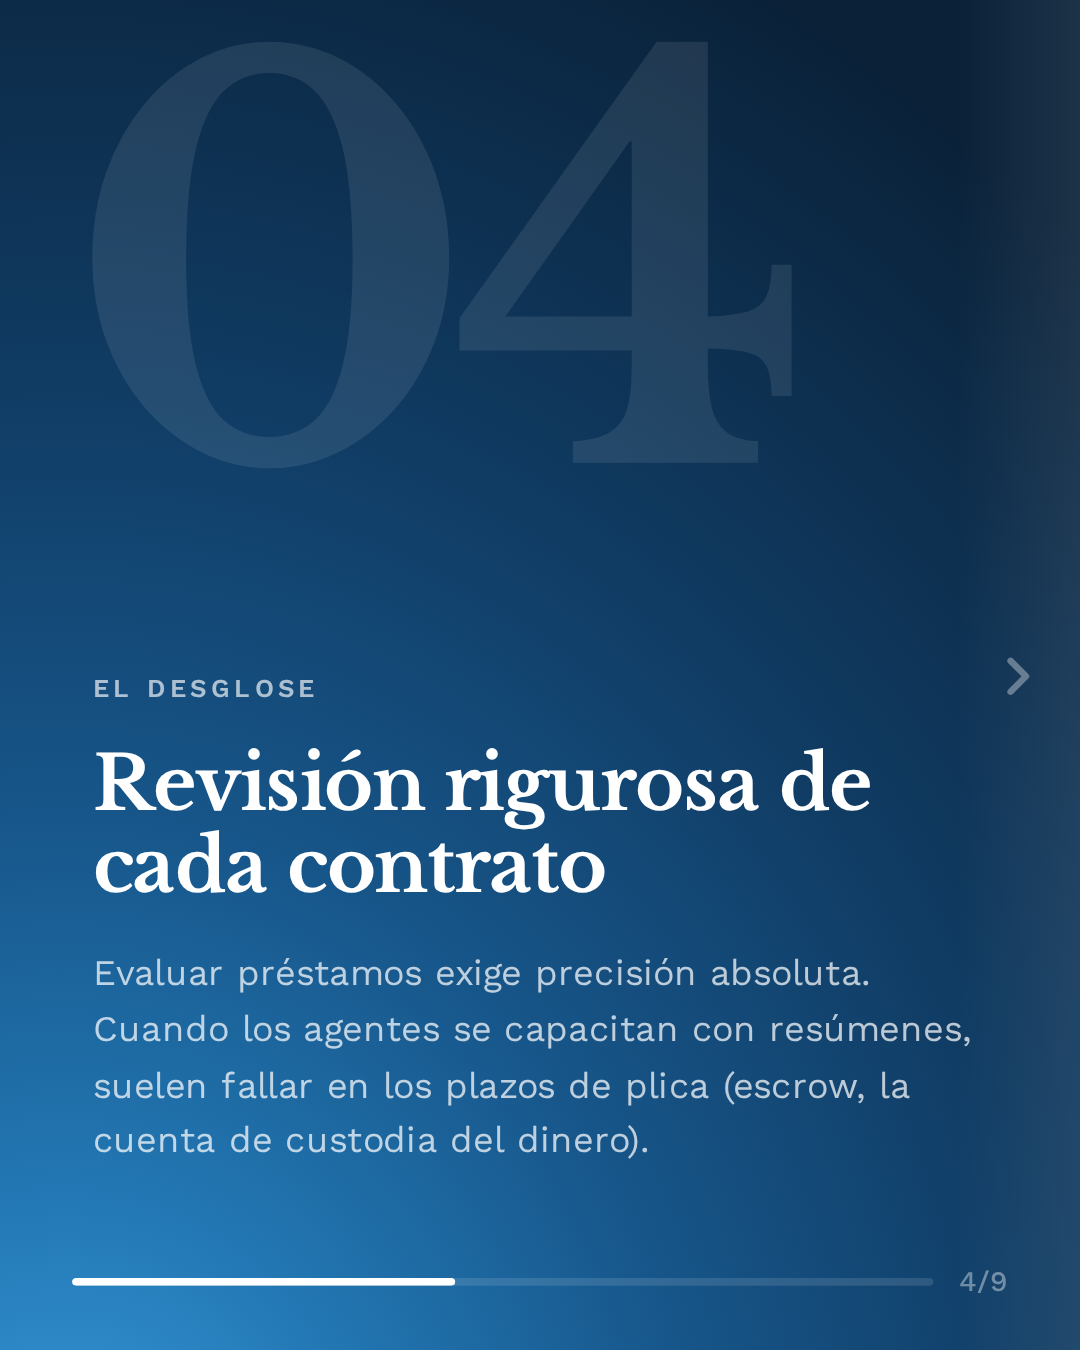 04
EL DESGLOSE
Revisión rigurosa de
cada contrato
Evaluar préstamos exige precisión absoluta.
Cuando los agentes se capacitan con resúmenes,
suelen fallar en los plazos de plica (escrow, la
cuenta de custodia del dinero).
4/9